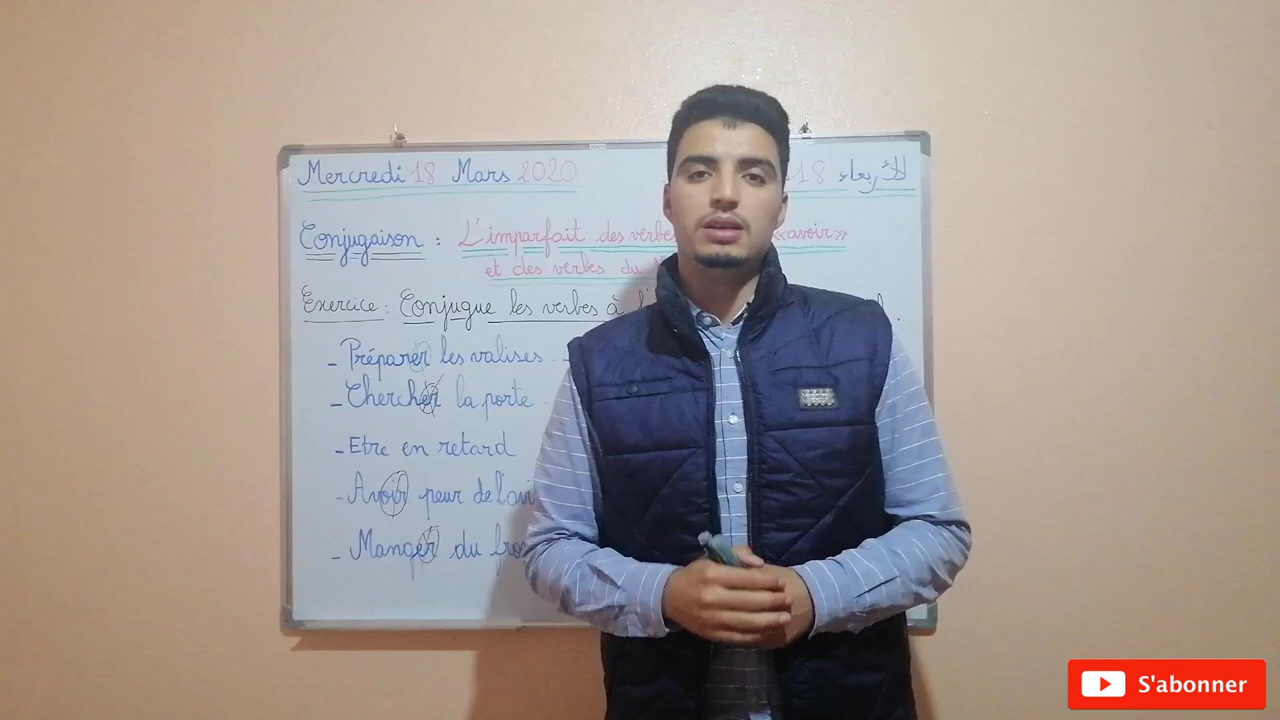 Mercredi 18 Mars 2020 18 الأربعاء
Conjugaison : L'imparfait des verbes «avoir»
et des verbes du
Exercice : Conjugue les verbes à
- Préparer les valises .
- Chercher la porte .
- Etre en retard
- Avoir peur de
- Manger du
S'abonner